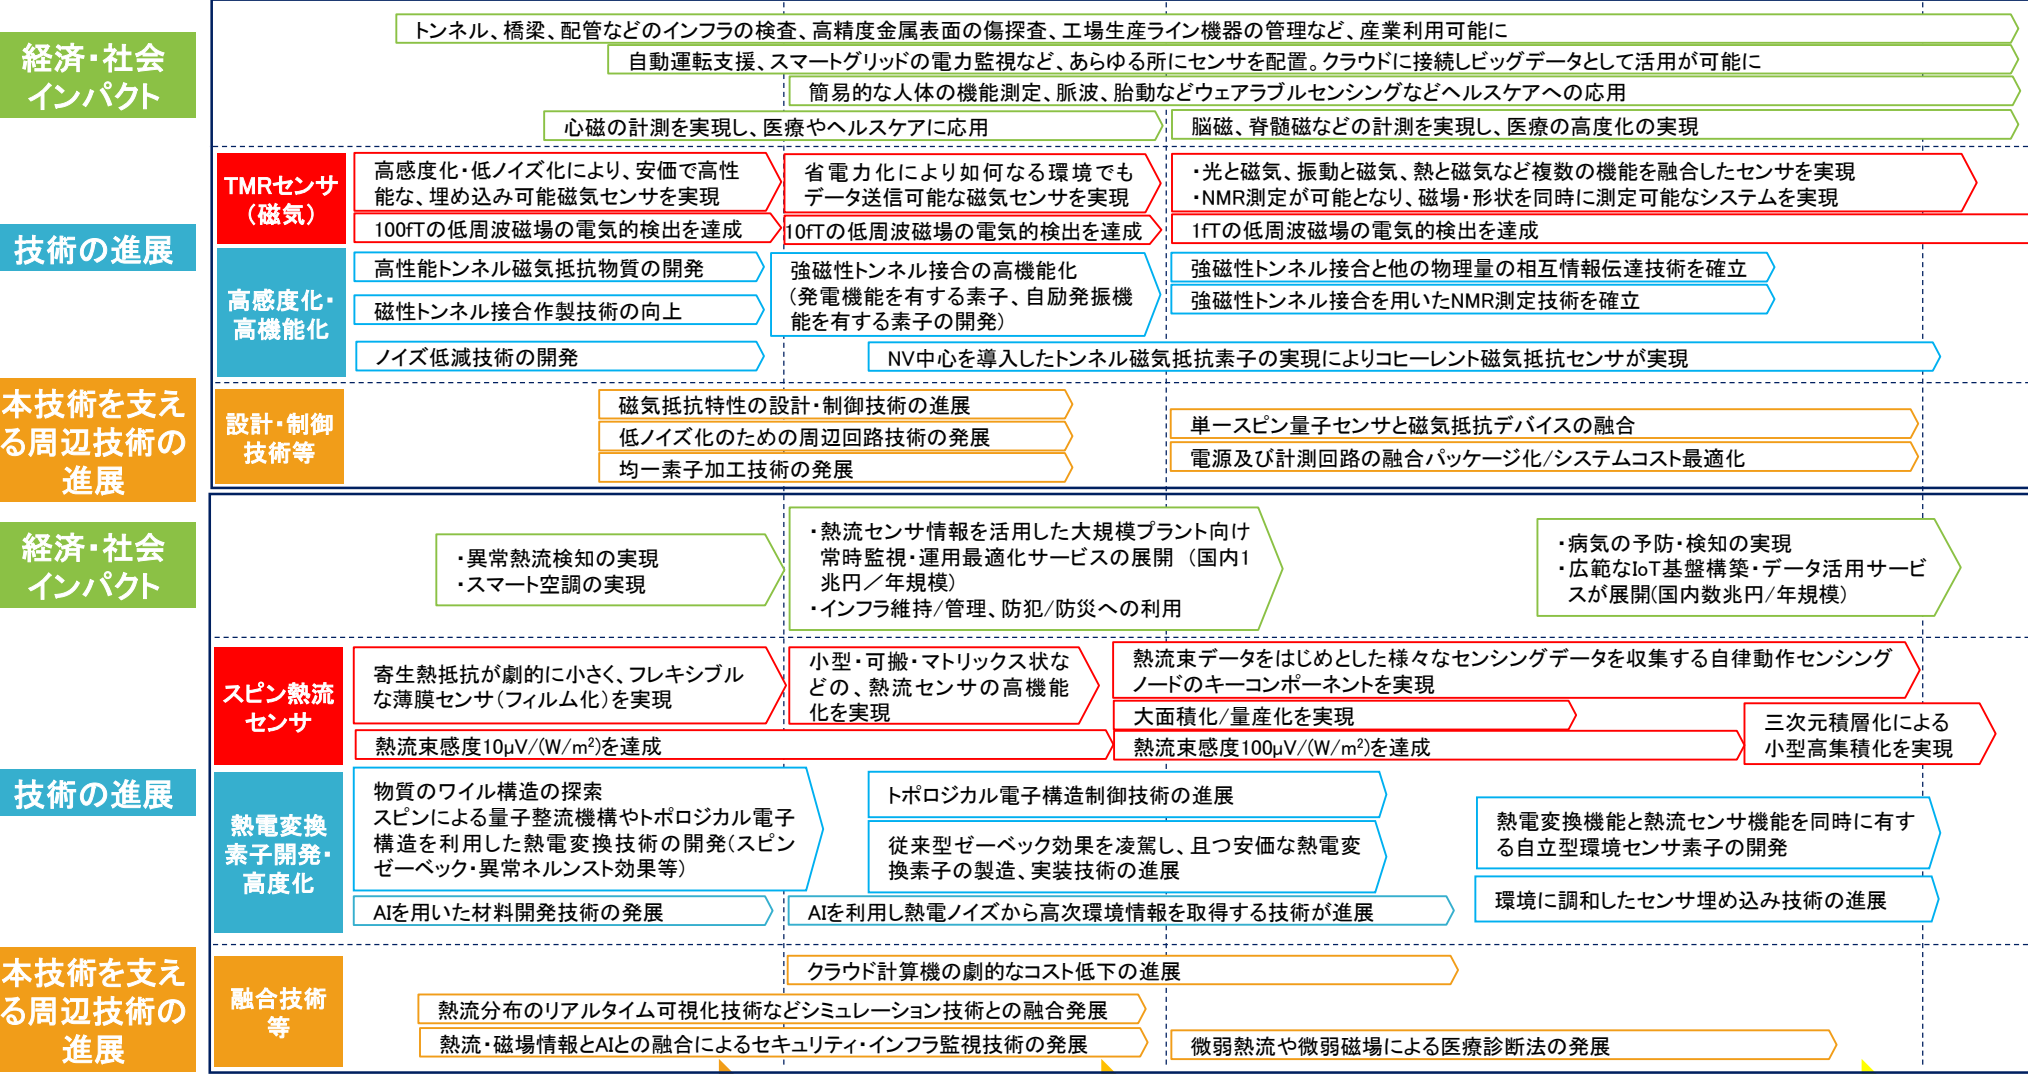 経済・社会
インパクト
トンネル、橋梁、配管などのインフラの検査、高精度金属表面の傷探査、工場生産ライン機器の管理など、産業利用可能に
自動運転支援、スマートグリッドの電力監視など、あらゆる所にセンサを配置。クラウドに接続しビッグデータとして活用が可能に
簡易的な人体の機能測定、脈波、胎動などウェアラブルセンシングなどヘルスケアへの応用
心磁の計測を実現し、医療やヘルスケアに応用
脳磁、脊髄磁などの計測を実現し、医療の高度化の実現
技術の進展
TMRセンサ
（磁気）
高感度化・低ノイズ化により、安価で高性
能な、埋め込み可能磁気センサを実現
省電力化により如何なる環境でも
データ送信可能な磁気センサを実現
・光と磁気、振動と磁気、熱と磁気など複数の機能を融合したセンサを実現
・NMR測定が可能となり、磁場・形状を同時に測定可能なシステムを実現
100fTの低周波磁場の電気的検出を達成
10fTの低周波磁場の電気的検出を達成
1fTの低周波磁場の電気的検出を達成
高感度化・
高機能化
高性能トンネル磁気抵抗物質の開発
磁性トンネル接合作製技術の向上
ノイズ低減技術の開発
強磁性トンネル接合の高機能化
（発電機能を有する素子、自励発振機
能を有する素子の開発）
強磁性トンネル接合と他の物理量の相互情報伝達技術を確立
強磁性トンネル接合を用いたNMR測定技術を確立
NV中心を導入したトンネル磁気抵抗素子の実現によりコヒーレント磁気抵抗センサが実現
本技術を支え
る周辺技術の
進展
設計・制御
技術等
磁気抵抗特性の設計・制御技術の進展
低ノイズ化のための周辺回路技術の発展
均一素子加工技術の発展
単一スピン量子センサと磁気抵抗デバイスの融合
電源及び計測回路の融合パッケージ化/システムコスト最適化
経済・社会
インパクト
・異常熱流検知の実現
・スマート空調の実現
・熱流センサ情報を活用した大規模プラント向け
常時監視・運用最適化サービスの展開 （国内1
兆円／年規模）
・インフラ維持/管理、防犯/防災への利用
・病気の予防・検知の実現
・広範なIoT基盤構築・データ活用サービ
スが展開(国内数兆円/年規模)
技術の進展
スピン熱流
センサ
寄生熱抵抗が劇的に小さく、フレキシブル
な薄膜センサ（フィルム化）を実現
小型・可搬・マトリックス状な
どの、熱流センサの高機能
化を実現
熱流束データをはじめとした様々なセンシングデータを収集する自律動作センシング
ノードのキーコンポーネントを実現
大面積化/量産化を実現
熱流束感度10μV/(W/m²)を達成
熱流束感度100μV/(W/m²)を達成
三次元積層化による
小型高集積化を実現
熱電変換
素子開発・
高度化
物質のワイル構造の探索
スピンによる量子整流機構やトポロジカル電子
構造を利用した熱電変換技術の開発(スピン
ゼーベック・異常ネルンスト効果等)
AIを用いた材料開発技術の発展
トポロジカル電子構造制御技術の進展
従来型ゼーベック効果を凌駕し、且つ安価な熱電変
換素子の製造、実装技術の進展
AIを利用し熱電ノイズから高次環境情報を取得する技術が進展
熱電変換機能と熱流センサ機能を同時に有す
る自立型環境センサ素子の開発
環境に調和したセンサ埋め込み技術の進展
本技術を支え
る周辺技術の
進展
融合技術
等
クラウド計算機の劇的なコスト低下の進展
熱流分布のリアルタイム可視化技術などシミュレーション技術との融合発展
熱流・磁場情報とAIとの融合によるセキュリティ・インフラ監視技術の発展
微弱熱流や微弱磁場による医療診断法の発展